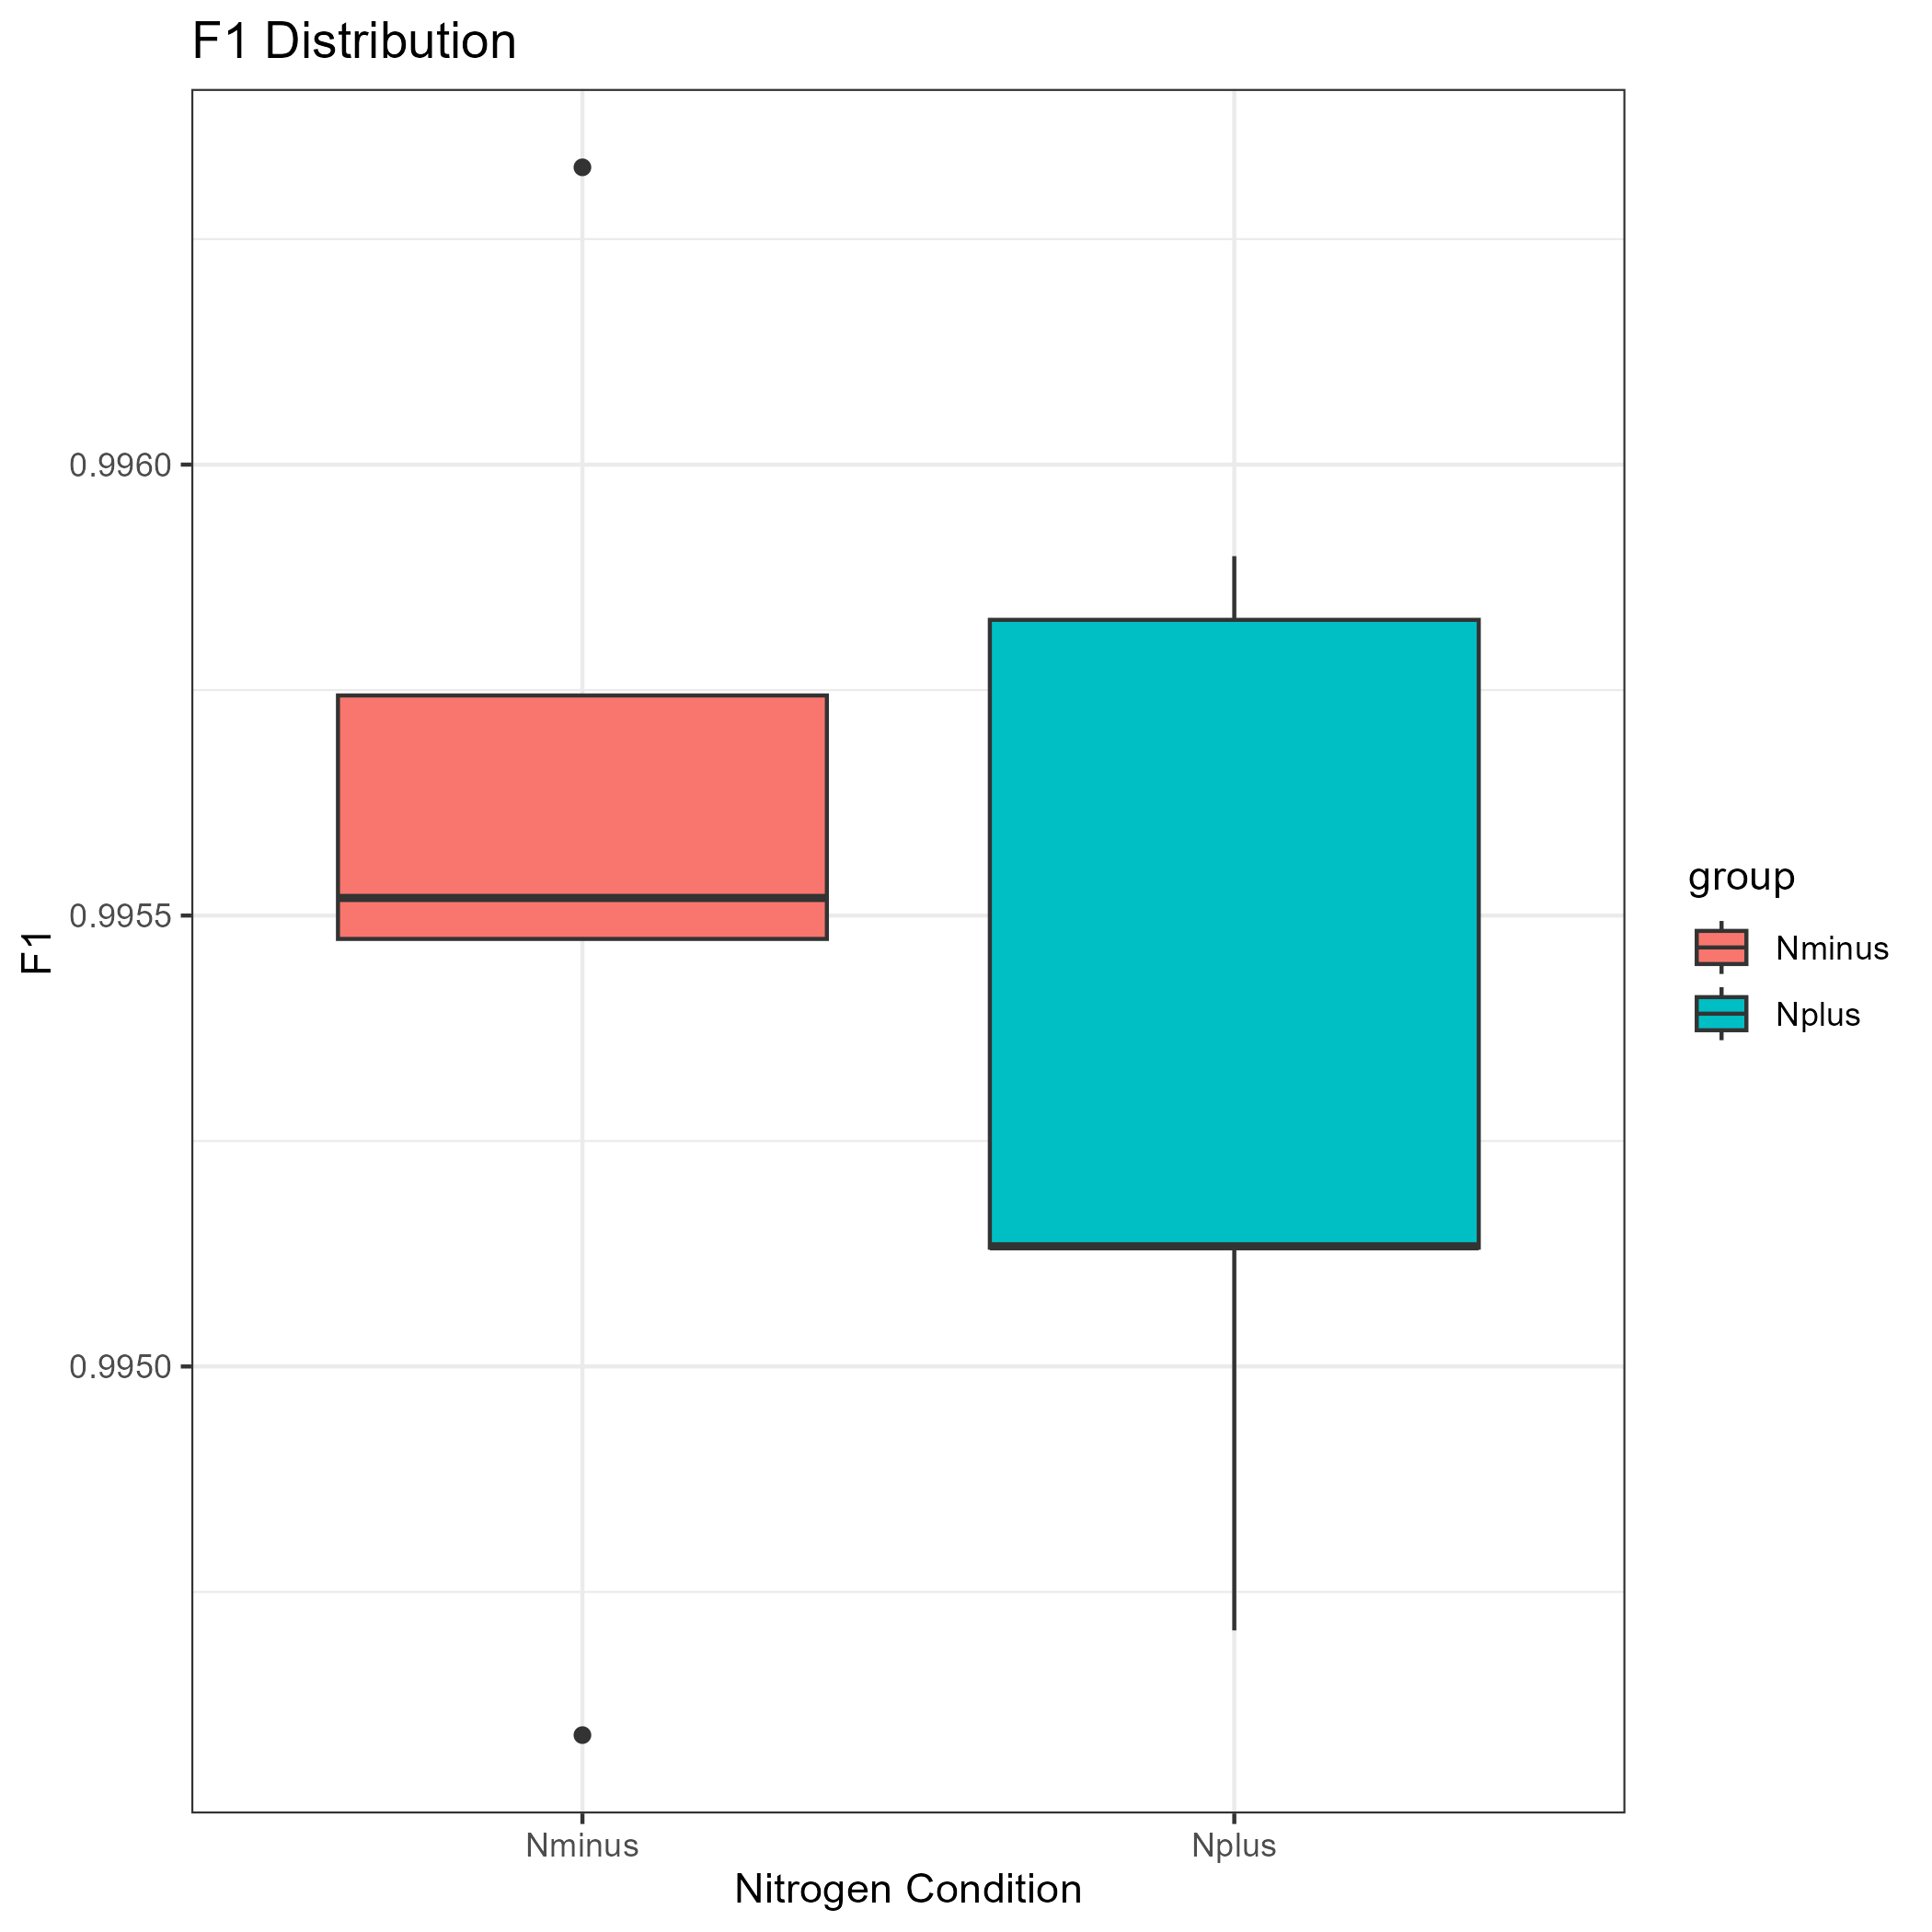 F1 Distribution
F1
0.9960
0.9955
0.9950
Nminus
Nplus
Nitrogen Condition
group
Nminus
Nplus